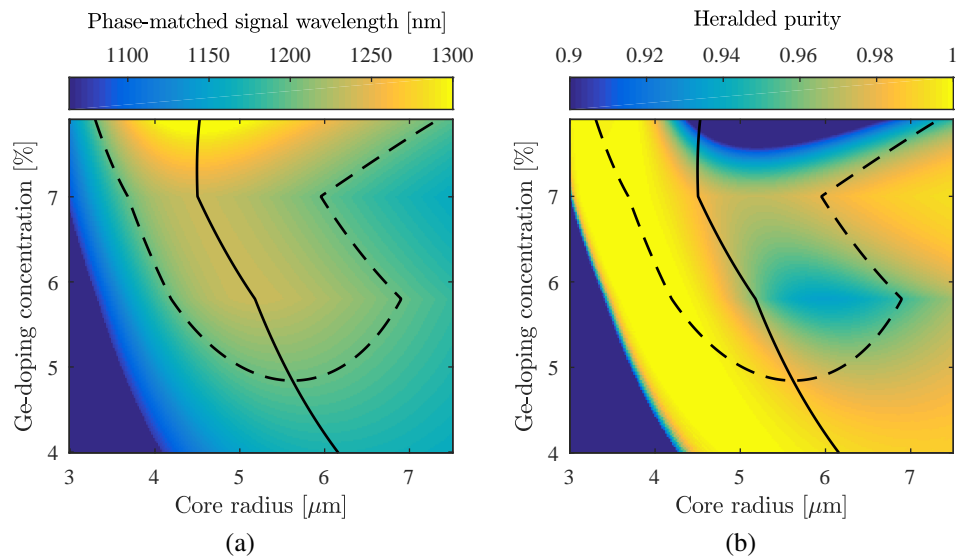 Phase-matched signal wavelength [nm]
1100 1150 1200 1250 1300
Ge-doping concentration [%]
7
6
5
4
3 4 5 6 7
Core radius [μm]
(a)
Heralded purity
0.9 0.92 0.94 0.96 0.98 1
Ge-doping concentration [%]
7
6
5
4
3 4 5 6 7
Core radius [μm]
(b)